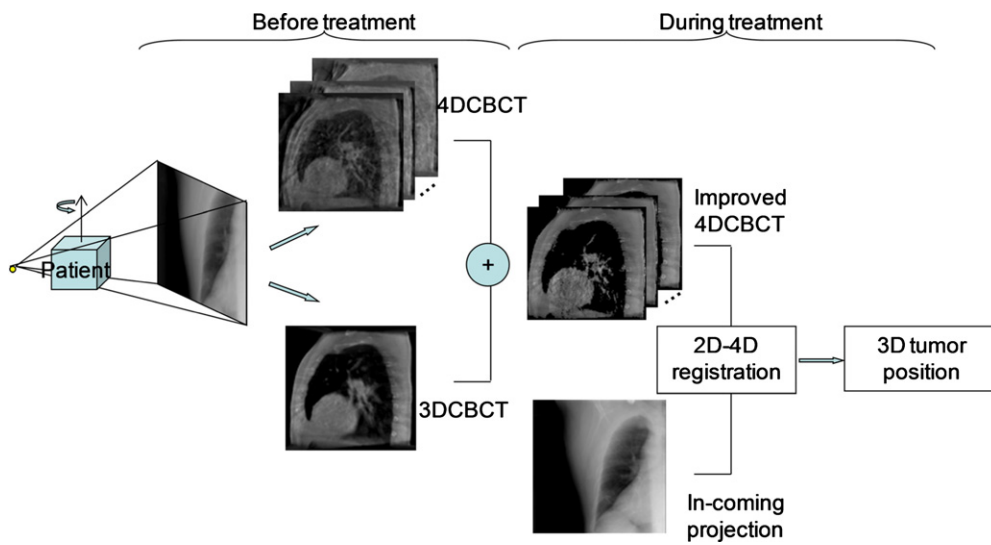 Before treatment
During treatment
4DCBCT
Patient
+
3DCBCT
Improved
4DCBCT
2D-4D
registration
3D tumor
position
In-coming
projection